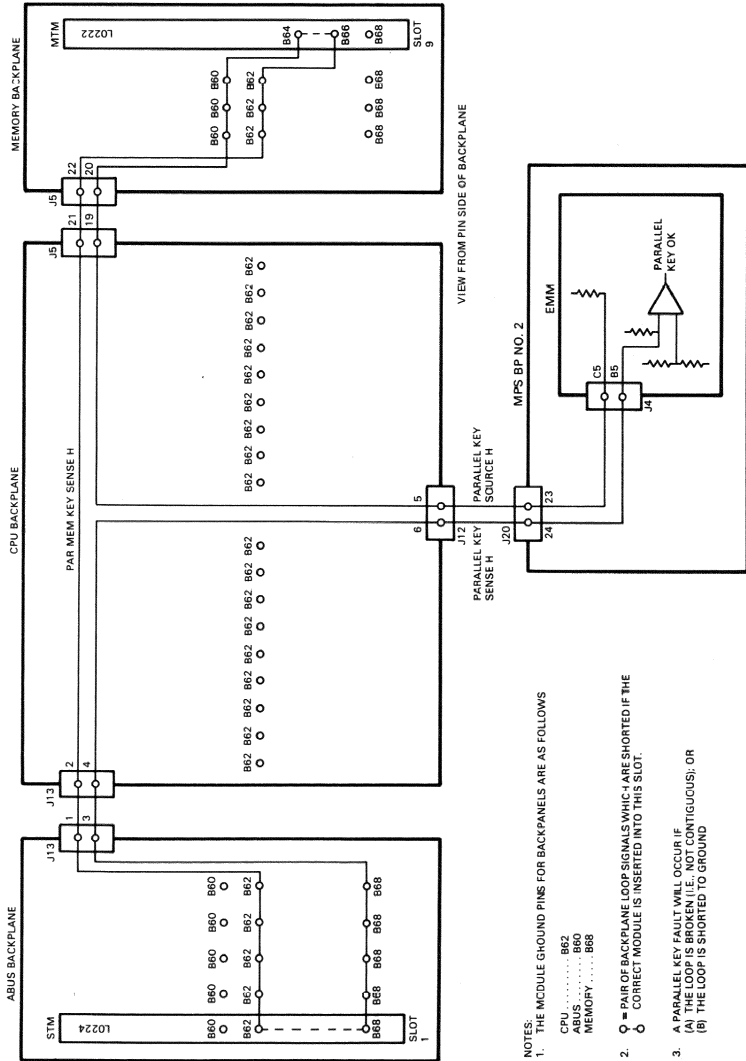 ABUS BACKPLANE
CPU BACKPLANE
MEMORY BACKPLANE
STM
L0224
SLOT
1
B60 B60 B60 B60 B60
B62 B62 B62 B62 B62
B68 B68 B68 B68 B68
J13
1
3
J13
2
4
PAR MEM KEY SENSE H
B62 B62 B62 B62 B62 B62 B62 B62 B62
B62 B62 B62 B62 B62 B62 B62 B62 B62
J5
21
19
J5
22
20
MTM
L0222
SLOT
9
B60 B60 B60
B62 B62 B62
B68 B68 E68
B64
B66
B68
VIEW FROM PIN SIDE OF BACKPLANE
6
5
J12
PARALLEL KEY
SENSE H
PARALLEL KEY
SOURCE H
J20
24
23
MPS BP NO. 2
EMM
C5
B5
J4
PARALLEL
KEY OK
NOTES:
1. THE MODULE GHOUND PINS FOR BACKPANELS ARE AS FOLLOWS
CPU ......... B62
ABUS ........ B60
MEMORY ..... B68
2. = PAIR OF BACKPLANE LOOP SIGNALS WHICH ARE SHORTED IF THE
CORRECT MODULE IS INSERTED INTO THIS SLOT.
3. A PARALLEL KEY FAULT WILL OCCUR IF
(A) THE LOOP IS BROKEN (I.E., NOT CONTIGUOUS); OR
(B) THE LOOP IS SHORTED TO GROUND